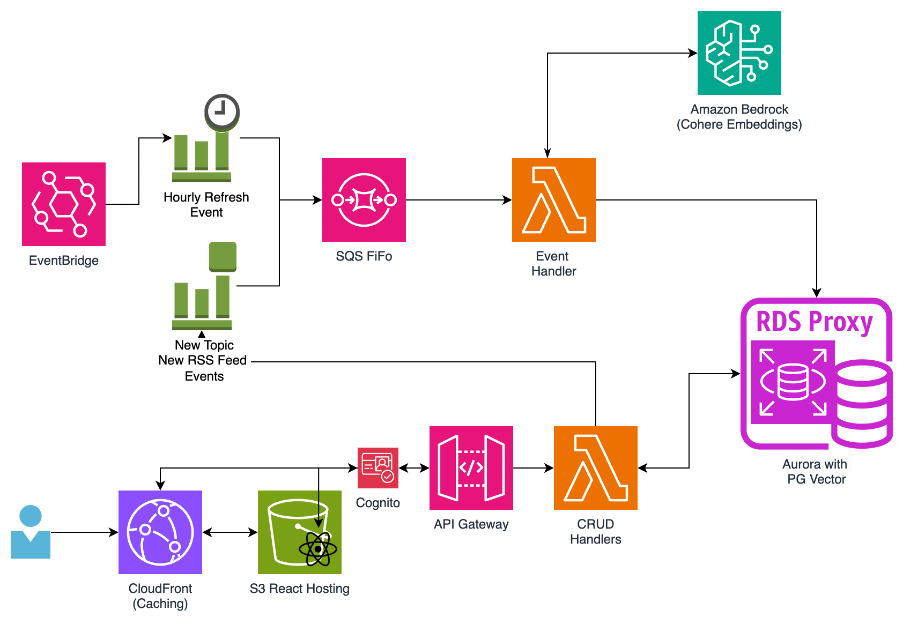 Amazon Bedrock
(Cohere Embeddings)
Hourly Refresh
Event
EventBridge
SQS FiFo
Event
Handler
RDS Proxy
New Topic
New RSS Feed
Events
Aurora with
PG Vector
</>
Cognito
API Gateway
CRUD
Handlers
CloudFront
(Caching)
S3 React Hosting